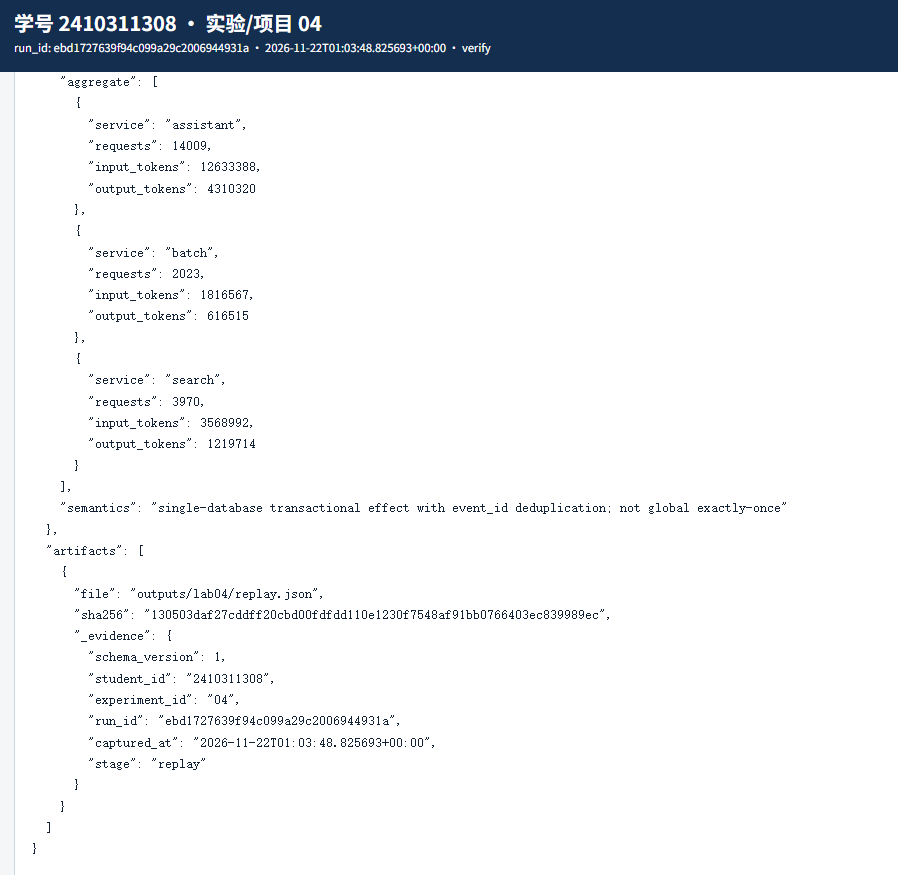 学号 2410311308 · 实验/项目 04
run_id: ebd1727639f94c099a29c2006944931a · 2026-11-22T01:03:48.825693+00:00 · verify
"aggregate": [
{
"service": "assistant",
"requests": 14009,
"input_tokens": 12633388,
"output_tokens": 4310320
},
{
"service": "batch",
"requests": 2023,
"input_tokens": 1816567,
"output_tokens": 616515
},
{
"service": "search",
"requests": 3970,
"input_tokens": 3568992,
"output_tokens": 1219714
}
],
"semantics": "single-database transactional effect with event_id deduplication; not global exactly-once"
},
"artifacts": [
{
"file": "outputs/lab04/replay.json",
"sha256": "130503daf27cddff20cbd00fdfdd110e1230f7548af91bb0766403ec839989ec",
"_evidence": {
"schema_version": 1,
"student_id": "2410311308",
"experiment_id": "04",
"run_id": "ebd1727639f94c099a29c2006944931a",
"captured_at": "2026-11-22T01:03:48.825693+00:00",
"stage": "replay"
}
}
]
}